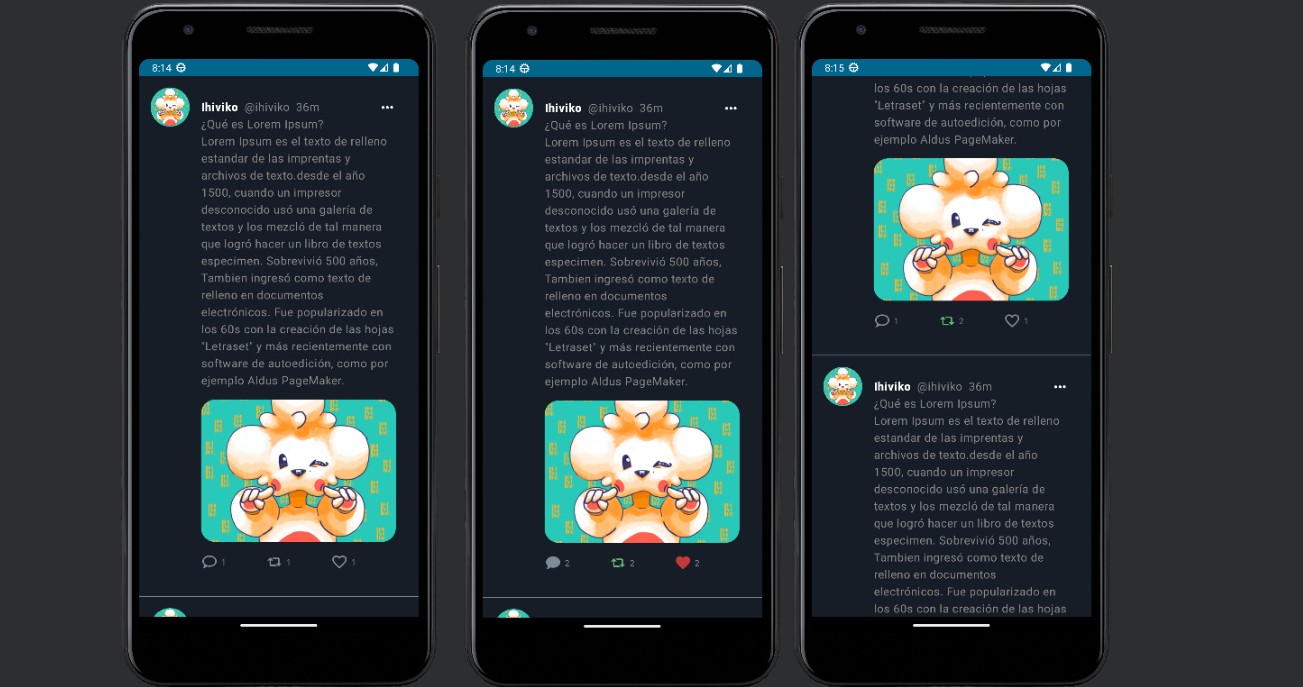 8:14
Ihiviko @ihiviko 36m
¿Qué es Lorem Ipsum?
Lorem Ipsum es el texto de relleno
estandar de las imprentas y
archivos de texto.desde el año
1500, cuando un impresor
desconocido usó una galería de
textos y los mezcló de tal manera
que logró hacer un libro de textos
especimen. Sobrevivió 500 años,
Tambien ingresó como texto de
relleno en documentos
electrónicos. Fue popularizado en
los 60s con la creación de las hojas
"Letraset" y más recientemente con
software de autoedición, como por
ejemplo Aldus PageMaker.
1 1 1
8:14
Ihiviko @ihiviko 36m
¿Qué es Lorem Ipsum?
Lorem Ipsum es el texto de relleno
estandar de las imprentas y
archivos de texto.desde el año
1500, cuando un impresor
desconocido usó una galería de
textos y los mezcló de tal manera
que logró hacer un libro de textos
especimen. Sobrevivió 500 años,
Tambien ingresó como texto de
relleno en documentos
electrónicos. Fue popularizado en
los 60s con la creación de las hojas
"Letraset" y más recientemente con
software de autoedición, como por
ejemplo Aldus PageMaker.
2 2 2
8:15
los 60s con la creación de las hojas
"Letraset" y más recientemente con
software de autoedición, como por
ejemplo Aldus PageMaker.
1 2 1
Ihiviko @ihiviko 36m
¿Qué es Lorem Ipsum?
Lorem Ipsum es el texto de relleno
estandar de las imprentas y
archivos de texto.desde el año
1500, cuando un impresor
desconocido usó una galería de
textos y los mezcló de tal manera
que logró hacer un libro de textos
especimen. Sobrevivió 500 años,
Tambien ingresó como texto de
relleno en documentos
electrónicos. Fue popularizado en
los 60s con la creación de las hojas